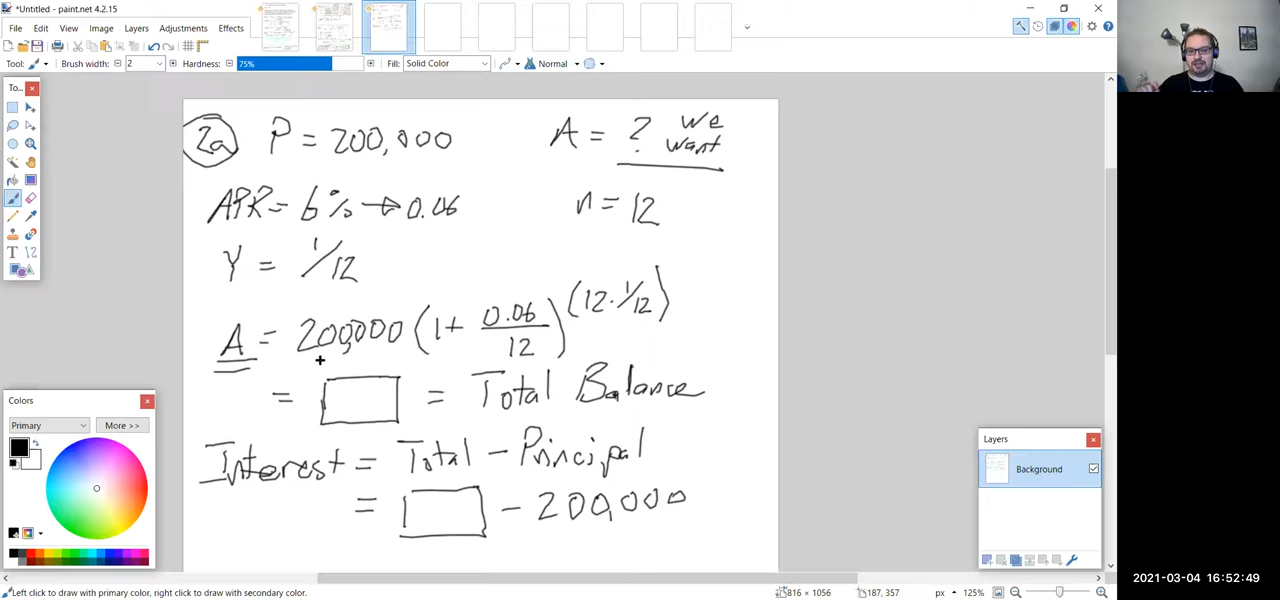 *Untitled - paint.net 4.2.15
File Edit View Image Layers Adjustments Effects
Tool: Brush width: 2 Hardness: 75% Fill: Solid Color Normal
To...
2a P = 200,000 A = ? we want
APR = 6% → 0.06 n = 12
Y = 1/12
A = 200,000 (1 + 0.06/12)^(12 · 1/12)
= □ = Total Balance
Interest = Total - Principal
= □ - 200,000
Colors
Primary More >>
Layers
Background
2021-03-04 16:52:49
Left click to draw with primary color, right click to draw with secondary color. 816 × 1056 187, 357 px 125%